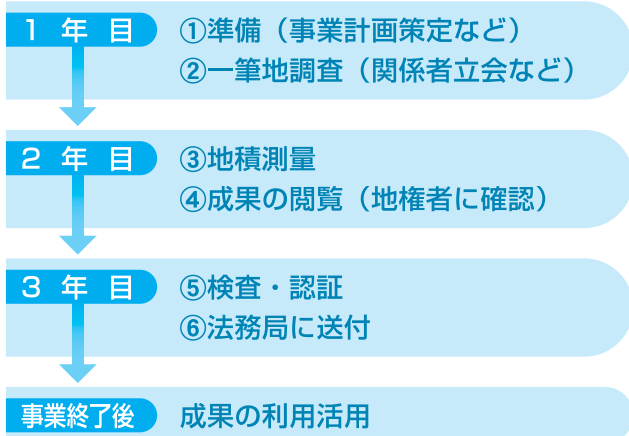 1年目 ①準備（事業計画策定など）
②一筆地調査（関係者立会など）
2年目 ③地積測量
④成果の閲覧（地権者に確認）
3年目 ⑤検査・認証
⑥法務局に送付
事業終了後 成果の利用活用